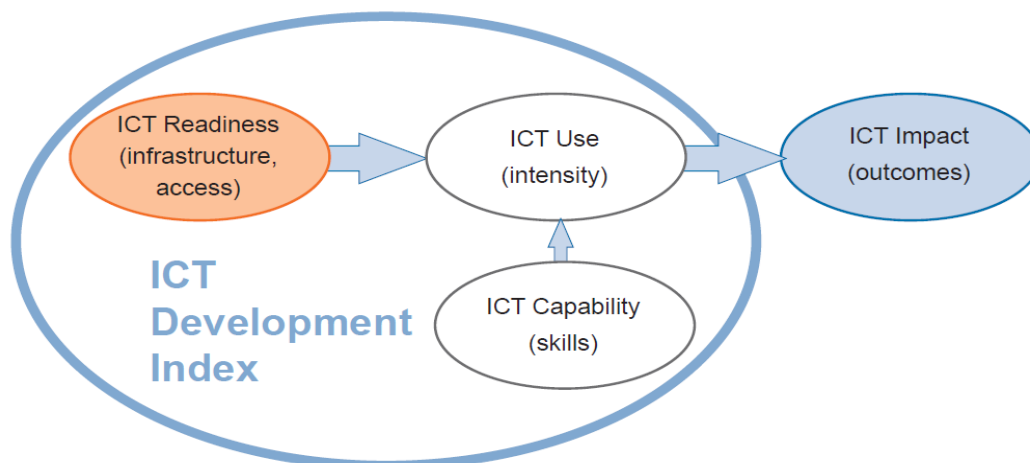 ICT Readiness
(infrastructure,
access)
ICT Use
(intensity)
ICT Impact
(outcomes)
ICT
Development
Index
ICT Capability
(skills)